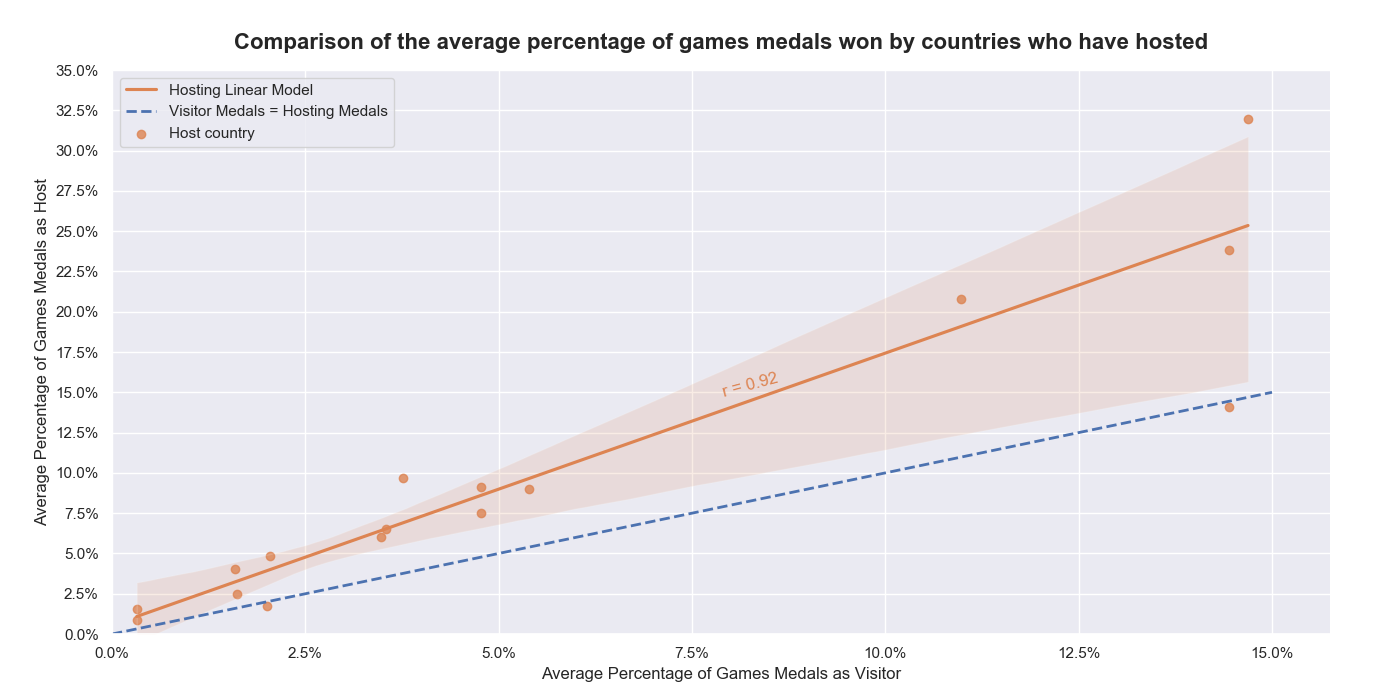 Comparison of the average percentage of games medals won by countries who have hosted
Hosting Linear Model
Visitor Medals = Hosting Medals
Host country
Average Percentage of Games Medals as Host
35.0%
32.5%
30.0%
27.5%
25.0%
22.5%
20.0%
17.5%
15.0%
12.5%
10.0%
7.5%
5.0%
2.5%
0.0%
r = 0.92
0.0% 2.5% 5.0% 7.5% 10.0% 12.5% 15.0%
Average Percentage of Games Medals as Visitor